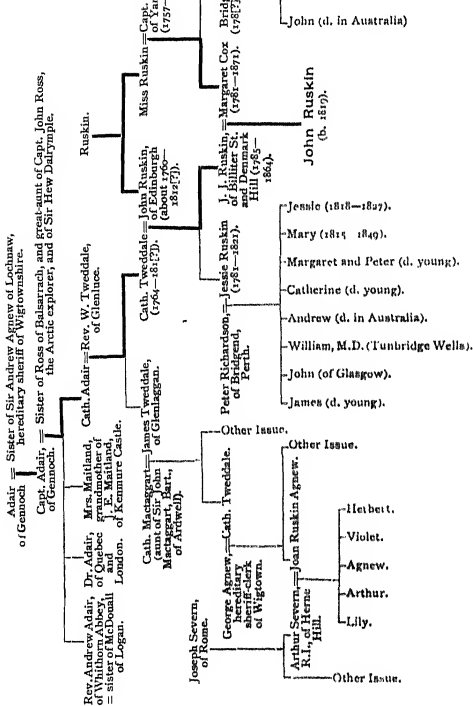 Adair = Sister of Sir Andrew Agnew of Lochnaw,
of Gennoch hereditary sheriff of Wigtownshire.
Capt. Adair, = Sister of Ross of Balsarrach, and great-aunt of Capt. John Ross,
of Gennoch. the Arctic explorer, and of Sir Hew Dalrymple.
Rev. Andrew Adair,
of Whithorn Abbey,
= sister of McDouall
of Logan.
Dr. Adair,
of Quebec
and
London.
Mrs. Maitland,
grandmother of
J. E. Maitland,
of Kenmure Castle.
Cath. Adair = Rev. W. Tweddale,
of Glenluce.
Ruskin.
Cath. Mactaggart = James Tweddale,
(aunt of Sir John of Glenlaggan.
Mactaggart, Bart.,
of Ardwell).
Cath. Tweddale = John Ruskin,
(1764–181[?]). of Edinburgh
(about 1760–
1812[?]).
Miss Ruskin = Capt.
of Yar
(1757–
Joseph Severn,
of Rome.
George Agnew, = Cath. Tweddale.
hereditary
sheriff-clerk
of Wigtown.
Other Issue.
Peter Richardson, = Jessie Ruskin
of Bridgend, (1781–1821).
Perth.
J. J. Ruskin, = Margaret Cox
of Billiter St. (1781–1871).
and Denmark
Hill (1785–
1864).
Bridg
(178[?]
John (d. in Australia)
Other Issue.
Arthur Severn, = Joan Ruskin Agnew.
R.I., of Herne
Hill.
Other Issue.
James (d. young).
John (of Glasgow).
William, M.D. (Tunbridge Wells).
Andrew (d. in Australia).
Catherine (d. young).
Margaret and Peter (d. young).
Mary (1815 1849).
Jessie (1818–1827).
John Ruskin
(b. 1819).
Lily.
Arthur.
Agnew.
Violet.
Herbert.